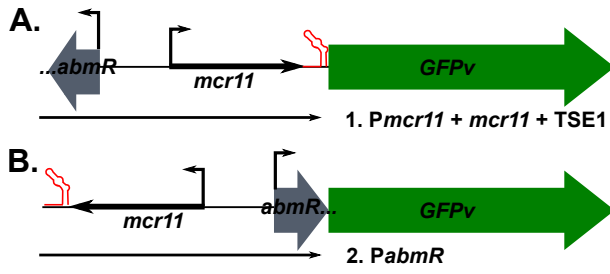 A.
...abmR
mcr11
GFPv
1. Pmcr11 + mcr11 + TSE1
B.
mcr11
abmR...
GFPv
2. PabmR